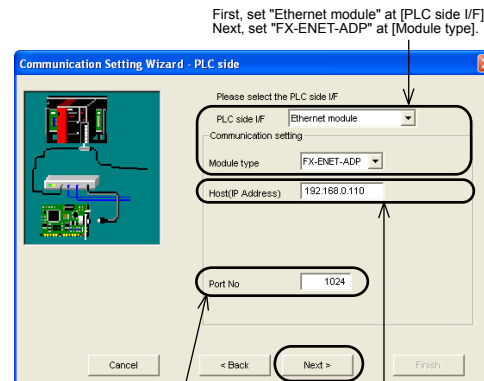 First, set "Ethernet module" at [PLC side I/F]
Next, set "FX-ENET-ADP" at [Module type].
Communication Setting Wizard - PLC side
Please select the PLC side I/F
PLC side I/F Ethernet module
Communication setting
Module type FX-ENET-ADP
Host(IP Address) 192.168.0.110
Port No 1024
Cancel < Back Next > Finish